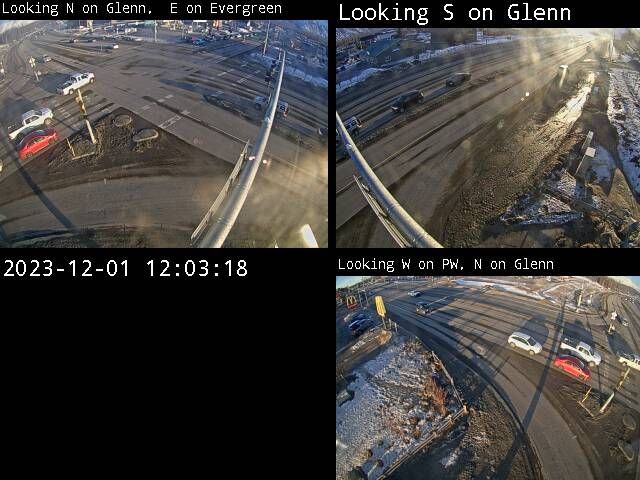 Looking N on Glenn, E on Evergreen
Looking S on Glenn
2023-12-01 12:03:18
Looking W on PW, N on Glenn